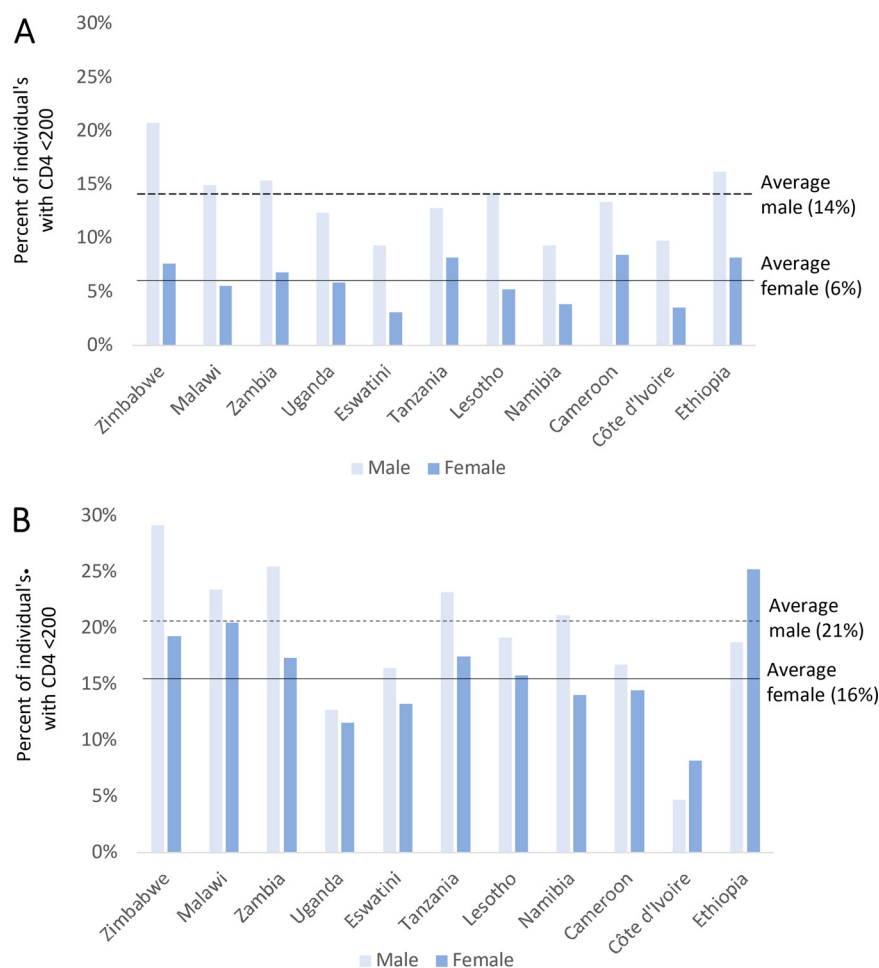 A
Percent of individual's
with CD4 <200
30%
25%
20%
15%
10%
5%
0%
Average
male (14%)
Average
female (6%)
Zimbabwe
Malawi
Zambia
Uganda
Eswatini
Tanzania
Lesotho
Namibia
Cameroon
Côte d'Ivoire
Ethiopia
Male
Female
B
Percent of individual's•
with CD4 <200
30%
25%
20%
15%
10%
5%
0%
Average
male (21%)
Average
female (16%)
Zimbabwe
Malawi
Zambia
Uganda
Eswatini
Tanzania
Lesotho
Namibia
Cameroon
Côte d'Ivoire
Ethiopia
Male
Female